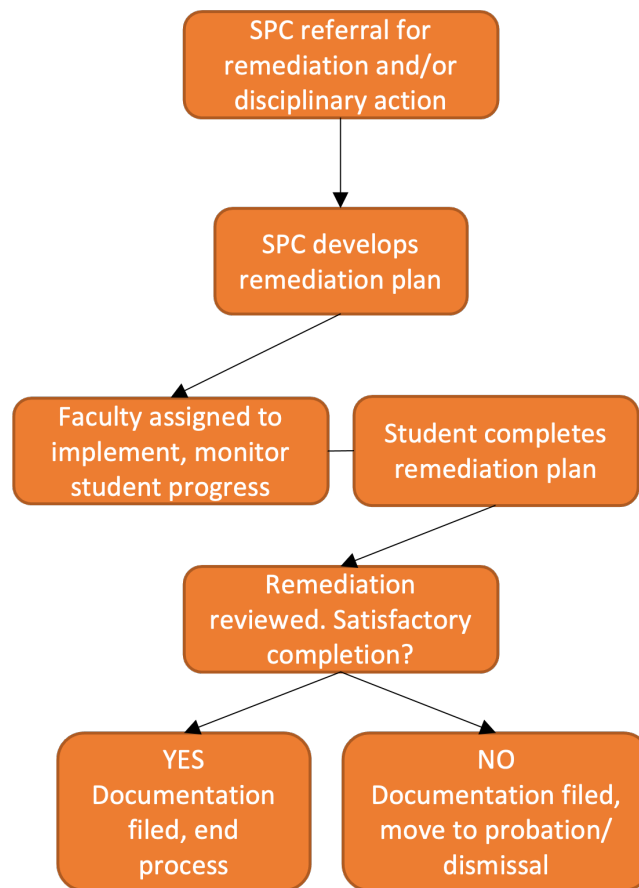 SPC referral for
remediation and/or
disciplinary action
SPC develops
remediation plan
Faculty assigned to
implement, monitor
student progress
Student completes
remediation plan
Remediation
reviewed. Satisfactory
completion?
YES
Documentation
filed, end
process
NO
Documentation filed,
move to probation/
dismissal